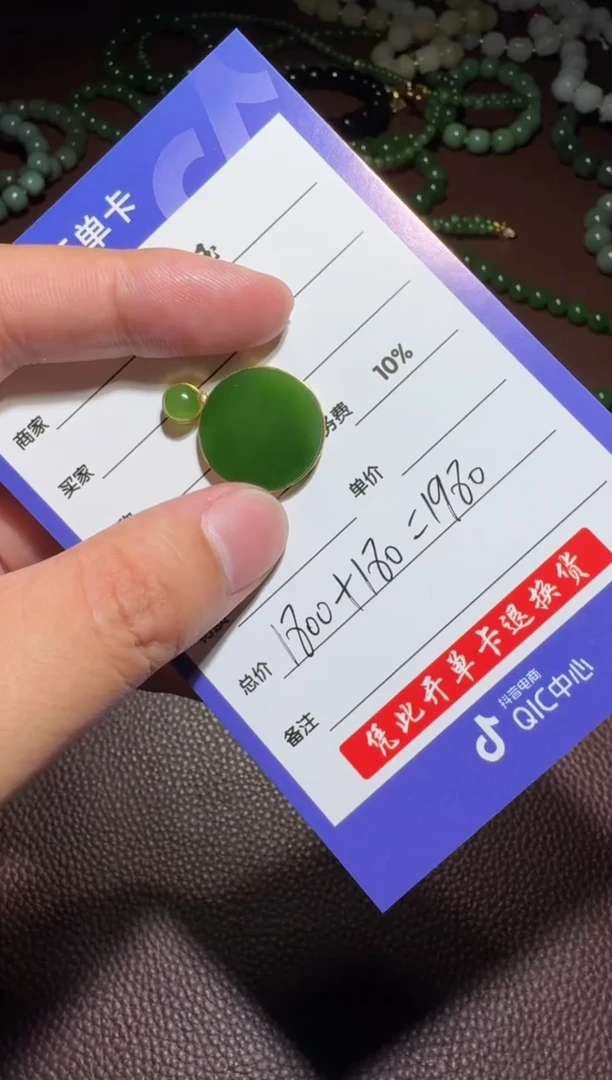 单卡
商家
买家
务费 10%
单价
总价 1800+180=1980
备注
凭此开单卡退换货
抖音电商
QIC中心